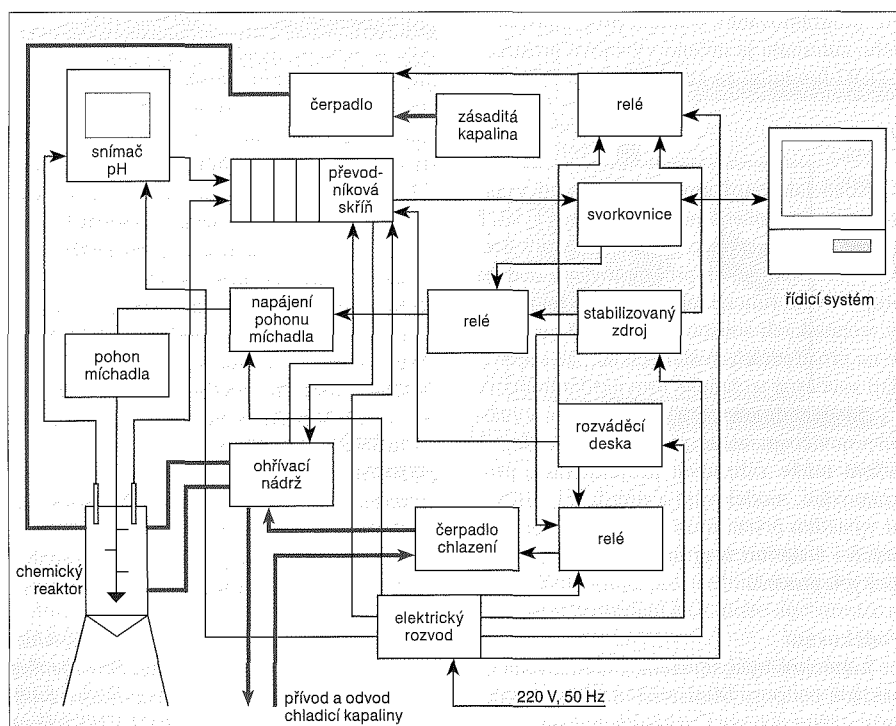 čerpadlo
zásaditá
kapalina
relé
snímač
pH
převod-
níková
skříň
svorkovnice
řídicí systém
napájení
pohonu
míchadla
relé
stabilizovaný
zdroj
pohon
míchadla
rozváděcí
deska
ohřívací
nádrž
čerpadlo
chlazení
relé
chemický
reaktor
elektrický
rozvod
přívod a odvod
chladicí kapaliny
220 V, 50 Hz